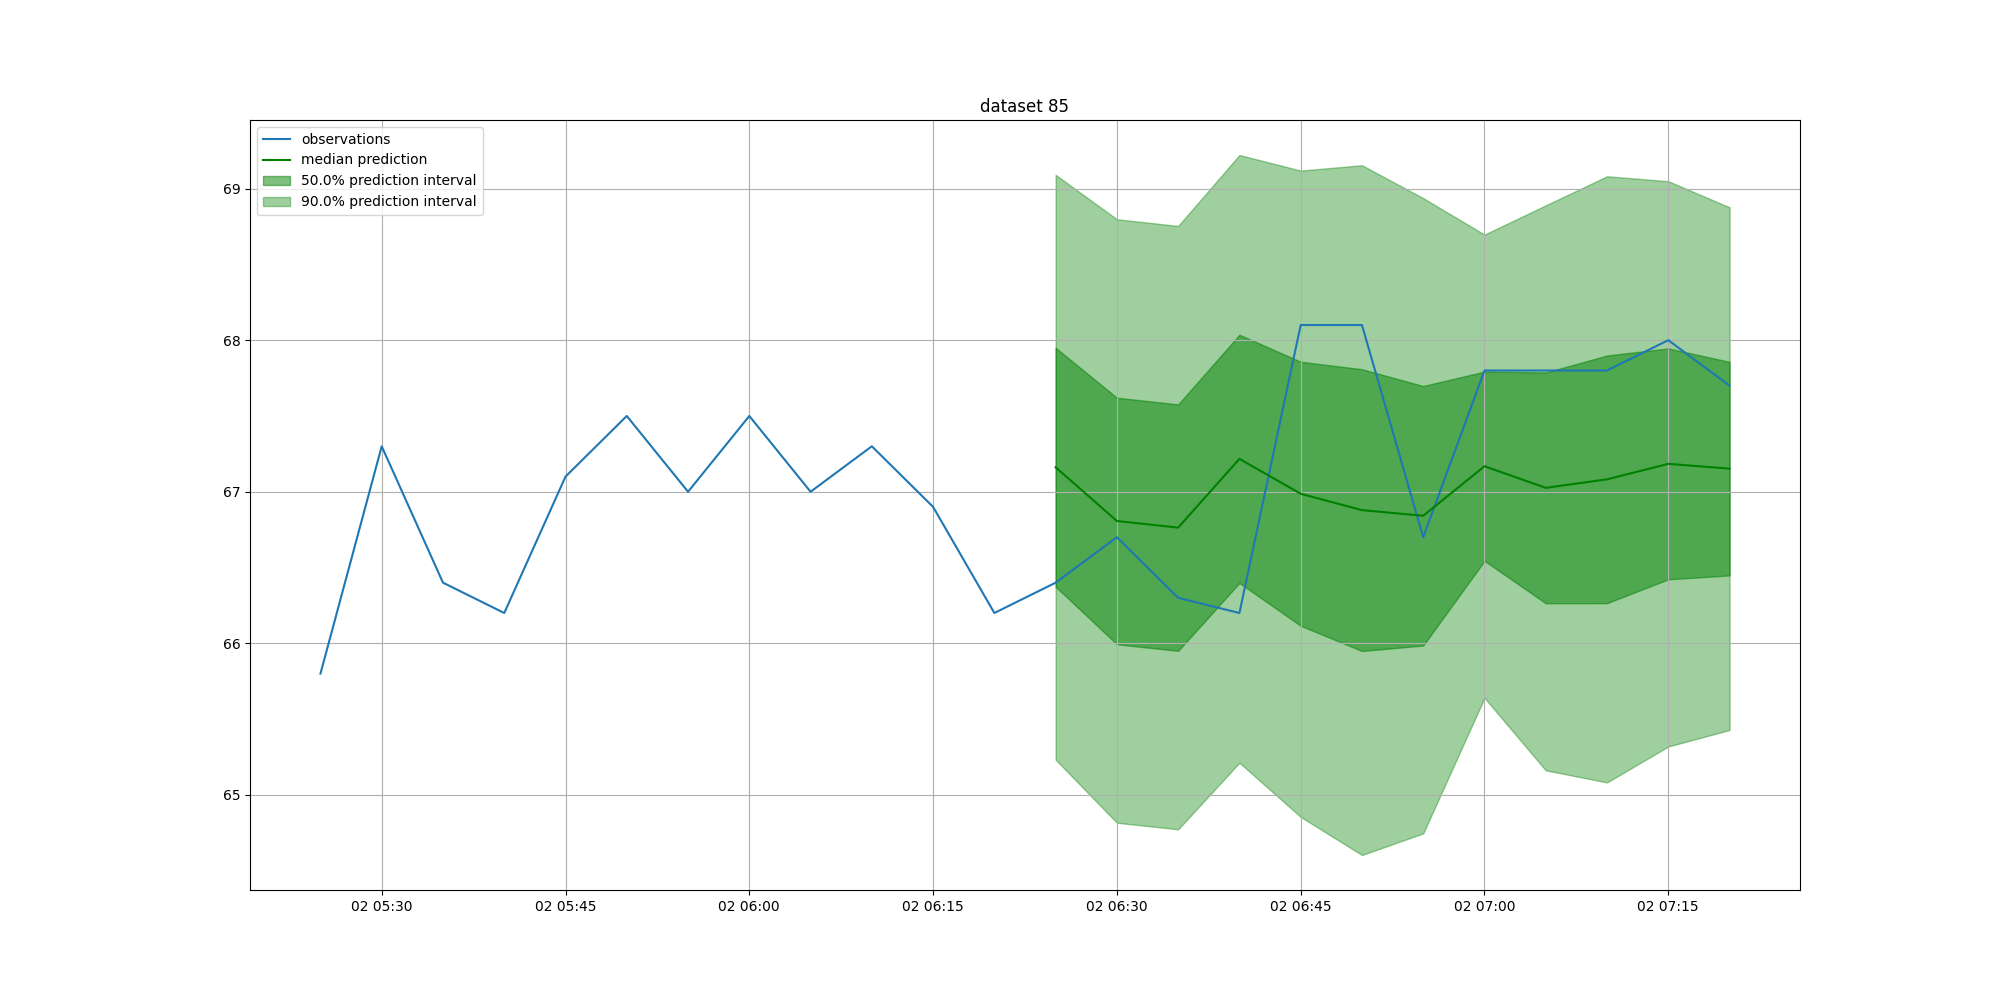 dataset 85
observations
median prediction
50.0% prediction interval
90.0% prediction interval
69
68
67
66
65
02 05:30
02 05:45
02 06:00
02 06:15
02 06:30
02 06:45
02 07:00
02 07:15